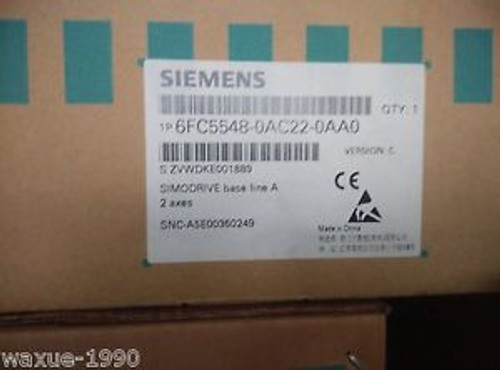 SIEMENS
QTY: 1
1P 6FC5548-0AC22-0AA0
VERSION: C
S ZVWDKE001889
SIMODRIVE base line A
2 axes
CE
SNC-A5E00360249
Made in China
waxue-1990